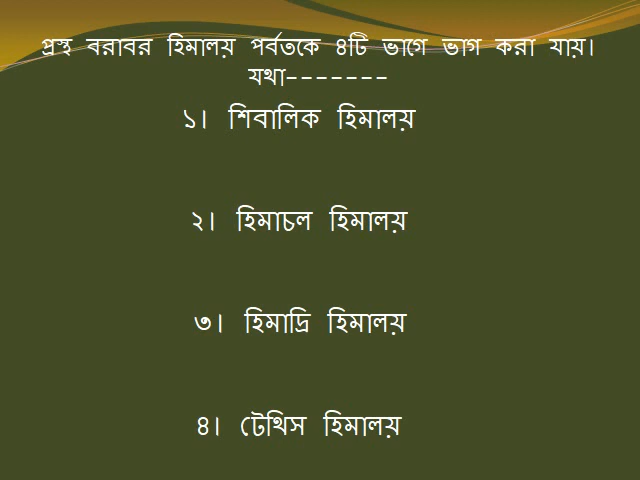 প্রস্থ বরাবর হিমালয় পর্বতকে ৪টি ভাগে ভাগ করা যায়।
যথা-------
১। শিবালিক হিমালয়
২। হিমাচল হিমালয়
৩। হিমাদ্রি হিমালয়
৪। টেথিস হিমালয়